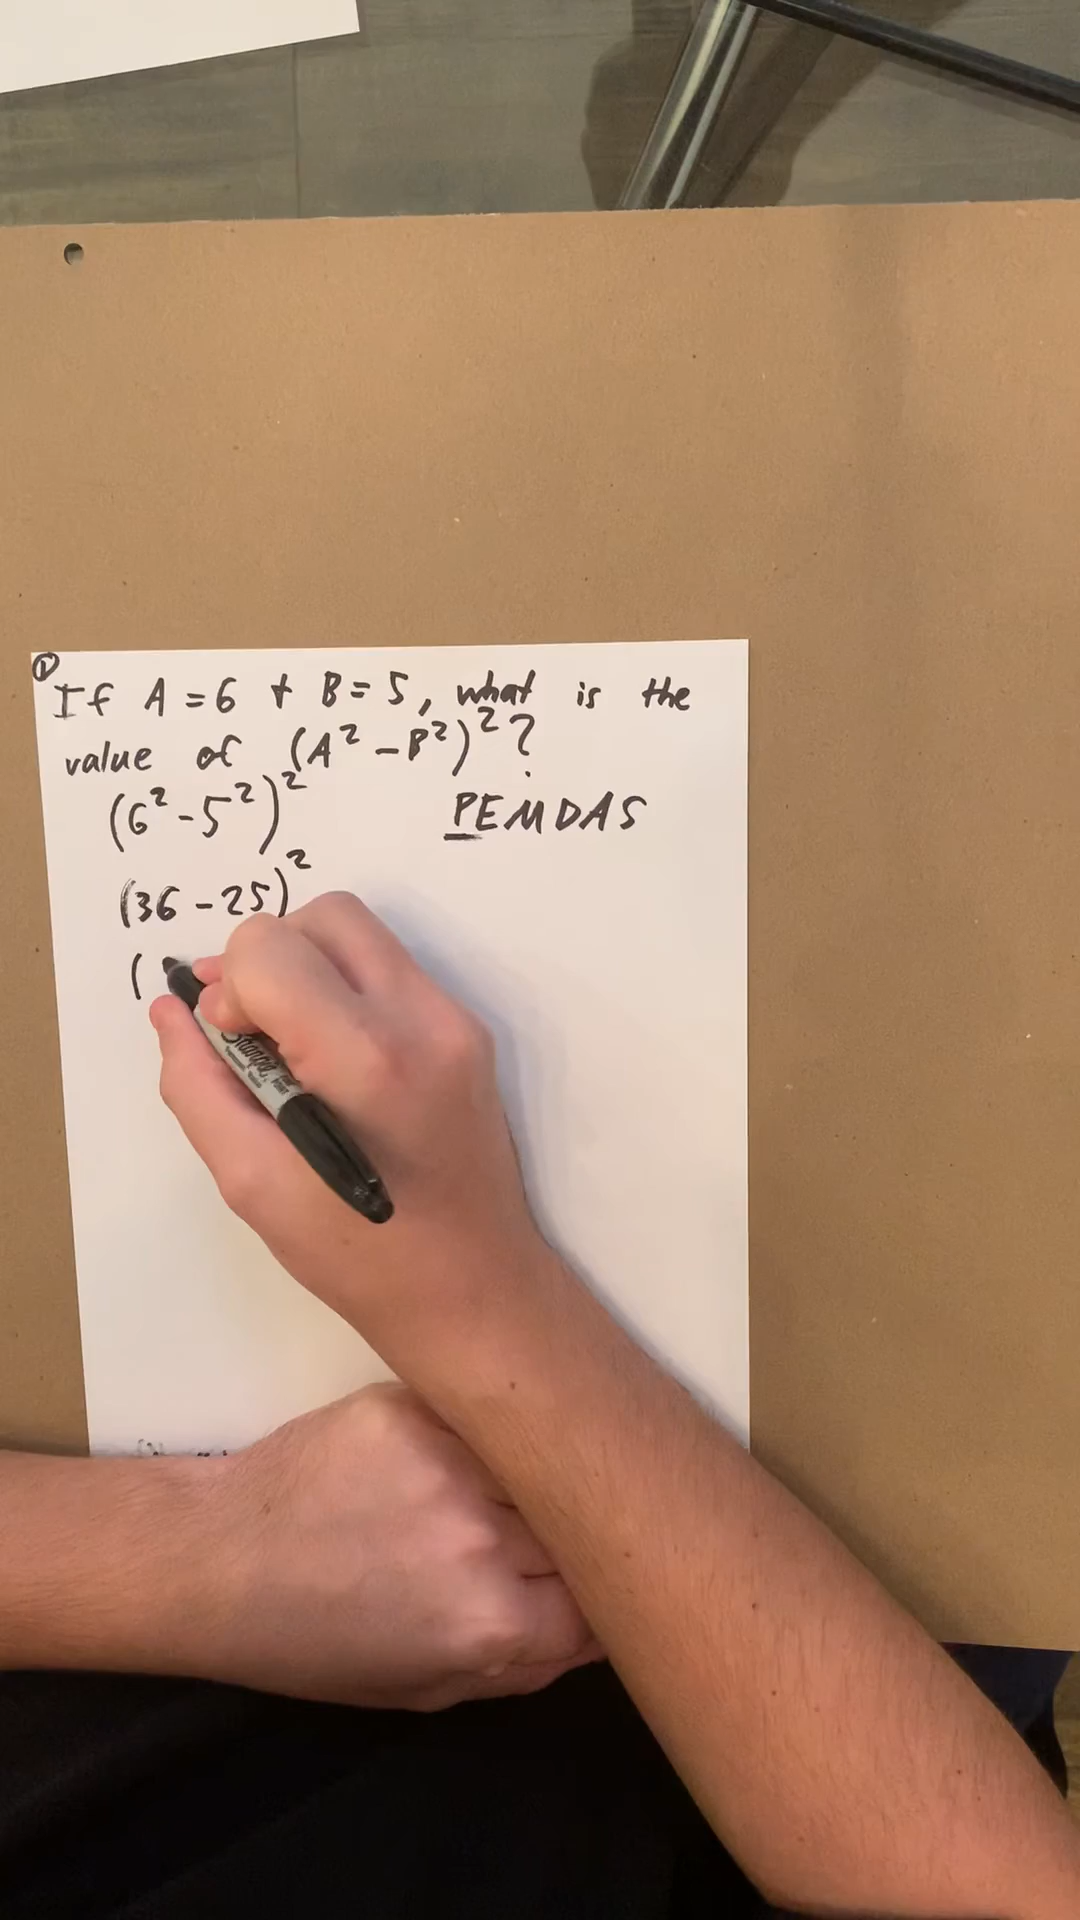 ① If A = 6 + B = 5, what is the
value of (A² - B²)²?
(6² - 5²)²
PEMDAS
(36 - 25)²
(
Sharpie